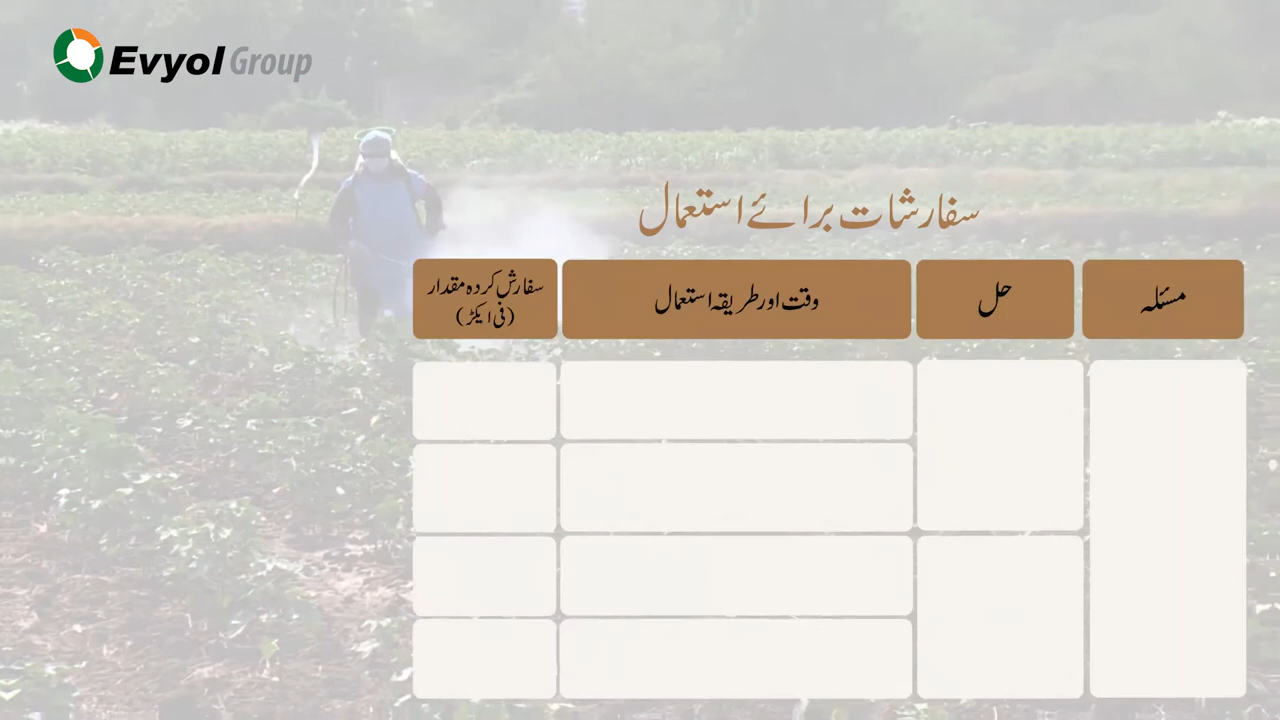 Evyol Group
سفارشات برائے استعمال
مسئلہ
حل
وقت اور طریقہ استعمال
سفارش کردہ مقدار
(فی ایکڑ)